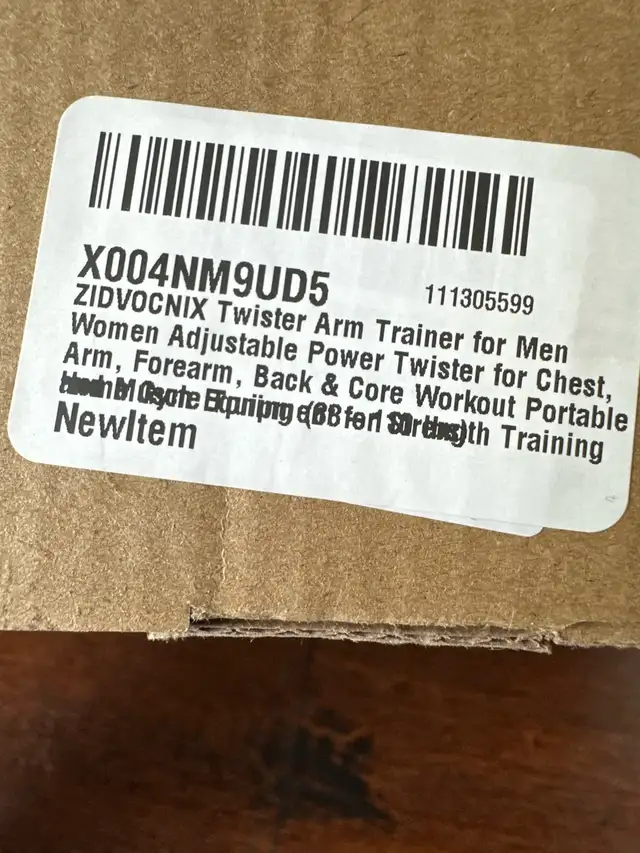 X004NM9UD5
111305599
ZIDVOCNIX Twister Arm Trainer for Men
Women Adjustable Power Twister for Chest,
Arm, Forearm, Back & Core Workout Portable
Training
NewItem